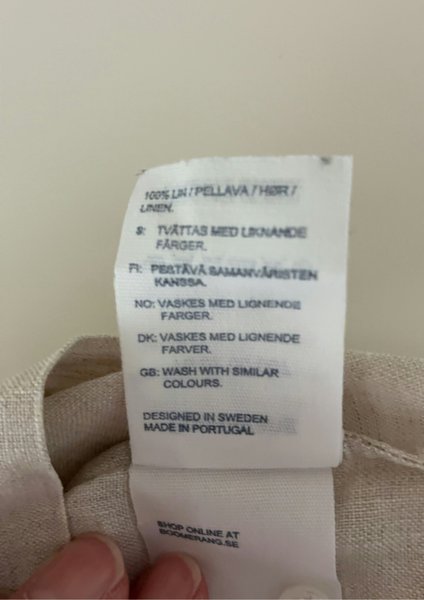 100% LIN / PELLAVA / HØR /
LINEN.
S: TVÄTTAS MED LIKNANDE
FÄRGER.
FI: PESTÄVÄ SAMANVÄRISTEN
KANSSA.
NO: VASKES MED LIGNENDE
FARGER.
DK: VASKES MED LIGNENDE
FARVER.
GB: WASH WITH SIMILAR
COLOURS.
DESIGNED IN SWEDEN
MADE IN PORTUGAL
SHOP ONLINE AT
BOOMERANG.SE